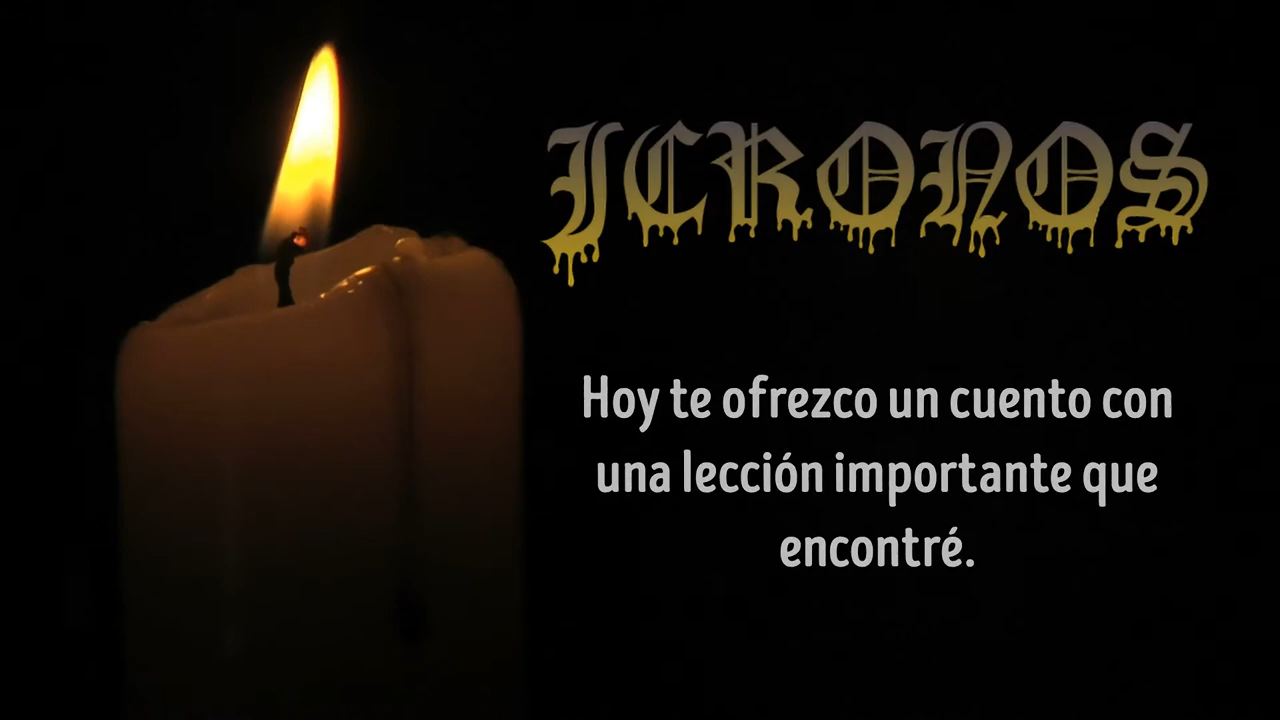 JCRONOS
Hoy te ofrezco un cuento con
una lección importante que
encontré.